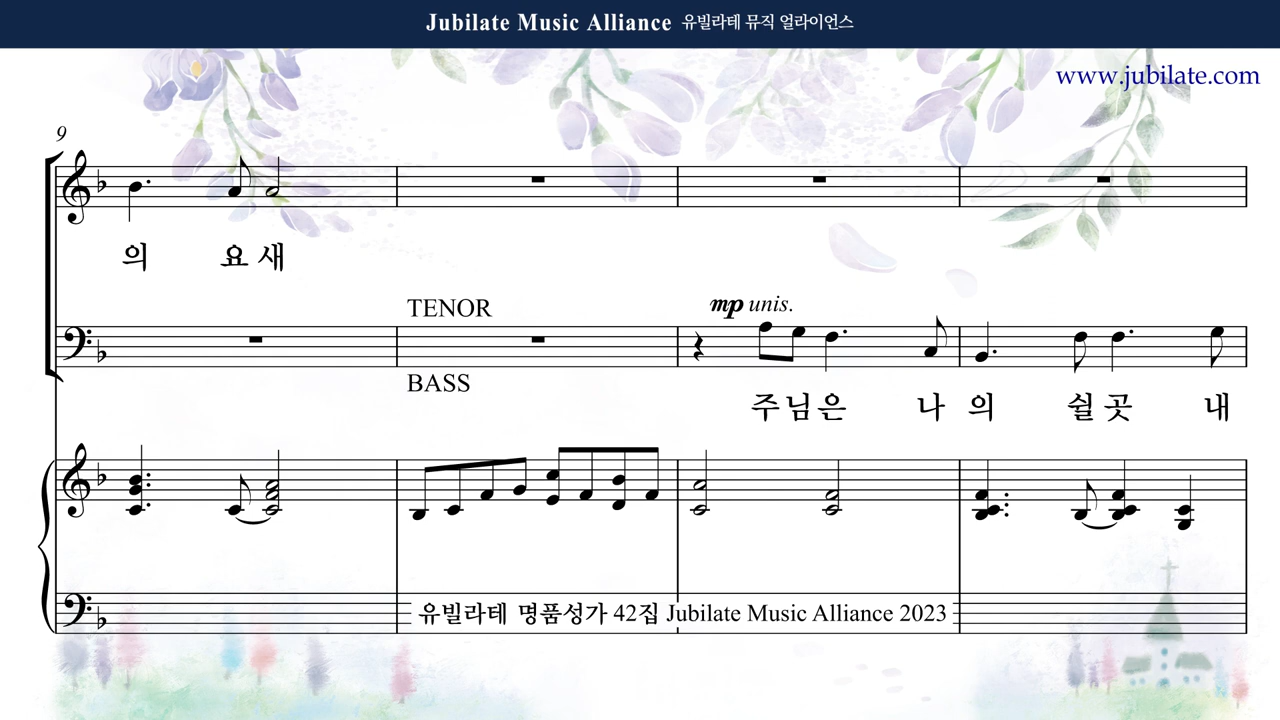 Jubilate Music Alliance 유빌라테 뮤직 얼라이언스
www.jubilate.com
9
의 요 새
TENOR
mp unis.
BASS
주 님 은 나 의 쉴 곳 내
유빌라테 명품성가 42집 Jubilate Music Alliance 2023